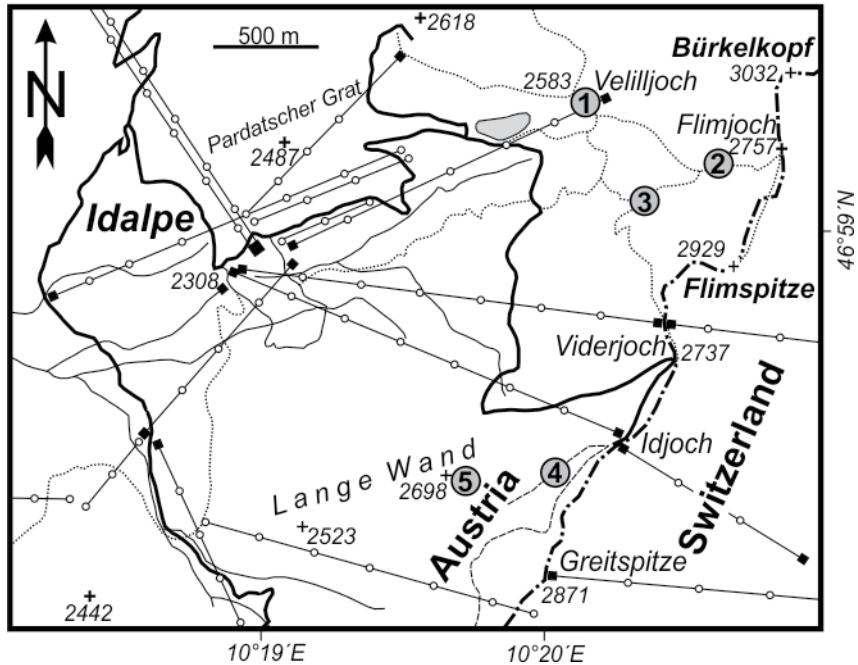 2618
500 m
Bürkelkopf
3032
N
2583
Velilljoch
1
Pardatscher Grat
Flimjoch
2757
2
2487
3
Idalpe
46°59´N
2929
2308
Flimspitze
Viderjoch
2737
Idjoch
Lange Wand
5
4
2698
Austria
Switzerland
2523
Greitspitze
2871
2442
10°19´E
10°20´E